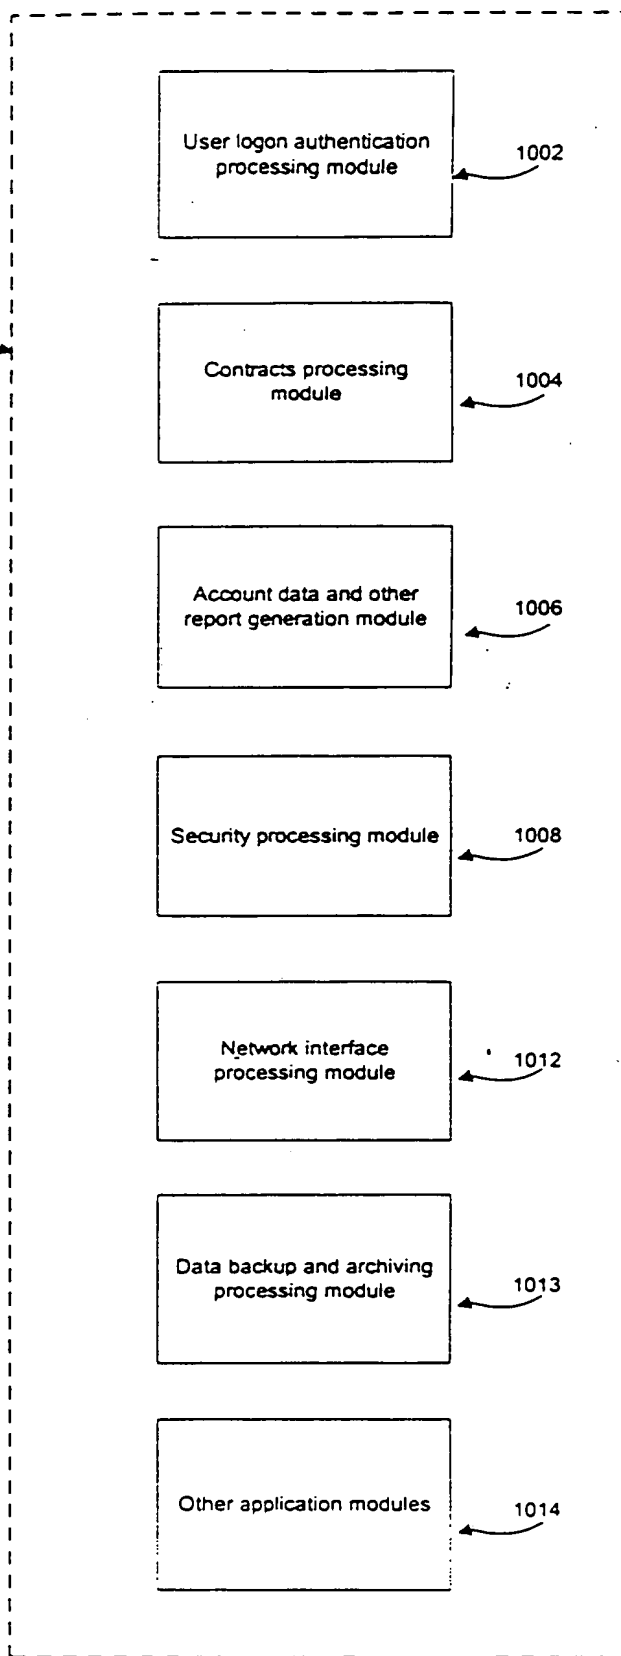 User logon authentication
processing module
1002
Contracts processing
module
1004
Account data and other
report generation module
1006
Security processing module
1008
Network interface
processing module
1012
Data backup and archiving
processing module
1013
Other application modules
1014